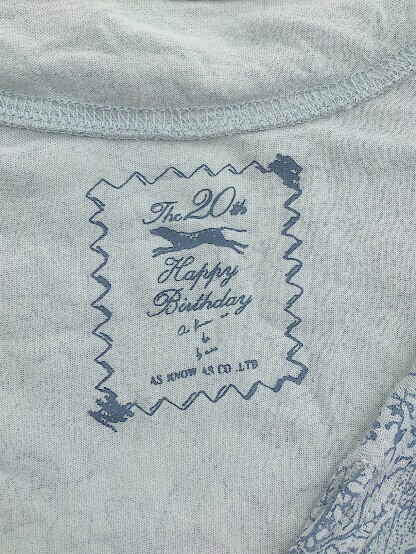 The 20th
Happy
Birthday
AS KNOW AS CO.,LTD